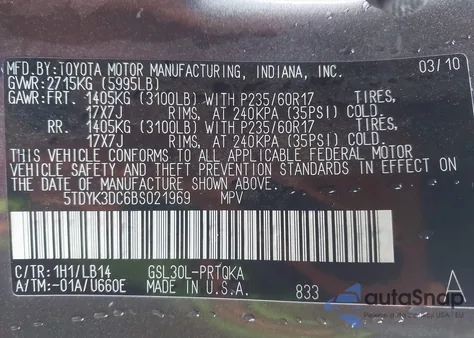 MFD.BY:TOYOTA MOTOR MANUFACTURING, INDIANA, INC. 03/10
GVWR:2715KG (5995LB)
GAWR:FRT. 1405KG (3100LB) WITH P235/60R17 TIRES,
17X7J RIMS, AT 240KPA (35PSI) COLD.
RR. 1405KG (3100LB) WITH P235/60R17 TIRES,
17X7J RIMS, AT 240KPA (35PSI) COLD.
THIS VEHICLE CONFORMS TO ALL APPLICABLE FEDERAL MOTOR
VEHICLE SAFETY AND THEFT PREVENTION STANDARDS IN EFFECT ON
THE DATE OF MANUFACTURE SHOWN ABOVE.
5TDYK3DC6BS021969 MPV
C/TR:1H1/LB14 GSL30L-PRTQKA
A/TM:-01A/U660E MADE IN U.S.A. 833 A
autoSnap